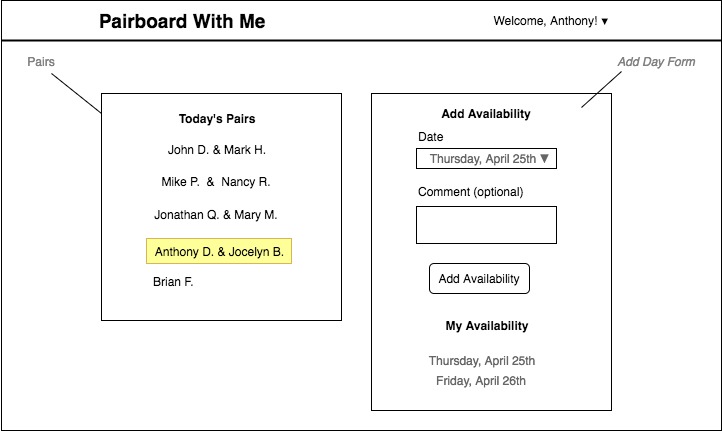 Pairboard With Me
Welcome, Anthony! ▼
Pairs
Add Day Form
Today's Pairs
John D. & Mark H.
Mike P. & Nancy R.
Jonathan Q. & Mary M.
Anthony D. & Jocelyn B.
Brian F.
Add Availability
Date
Thursday, April 25th ▼
Comment (optional)
Add Availability
My Availability
Thursday, April 25th
Friday, April 26th